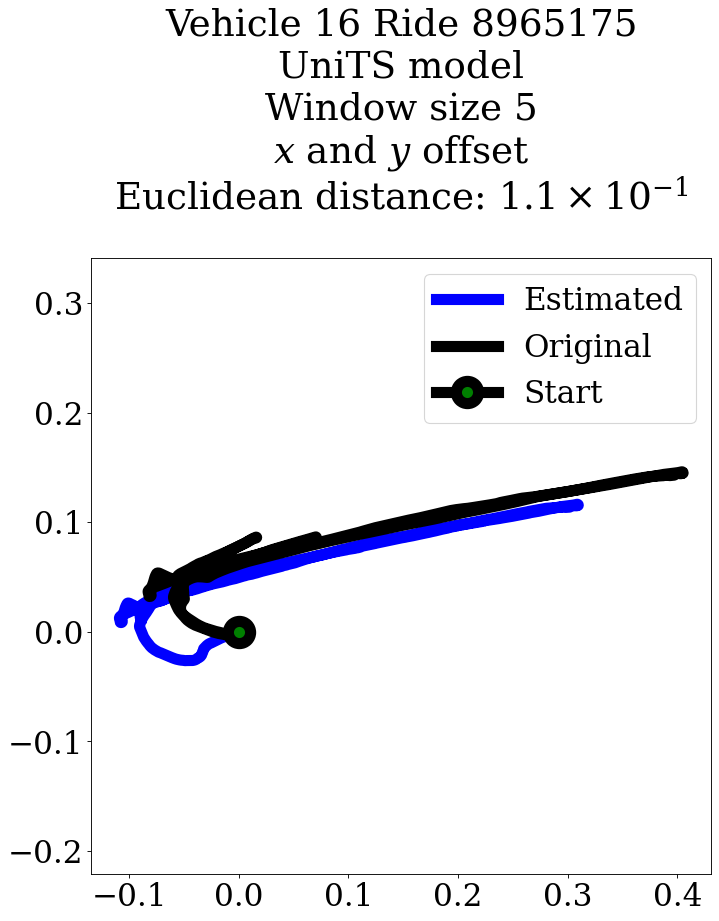 Vehicle 16 Ride 8965175
UniTS model
Window size 5
x and y offset
Euclidean distance: 1.1 × 10⁻¹
Estimated
Original
Start
0.3
0.2
0.1
0.0
−0.1
−0.2
−0.1 0.0 0.1 0.2 0.3 0.4